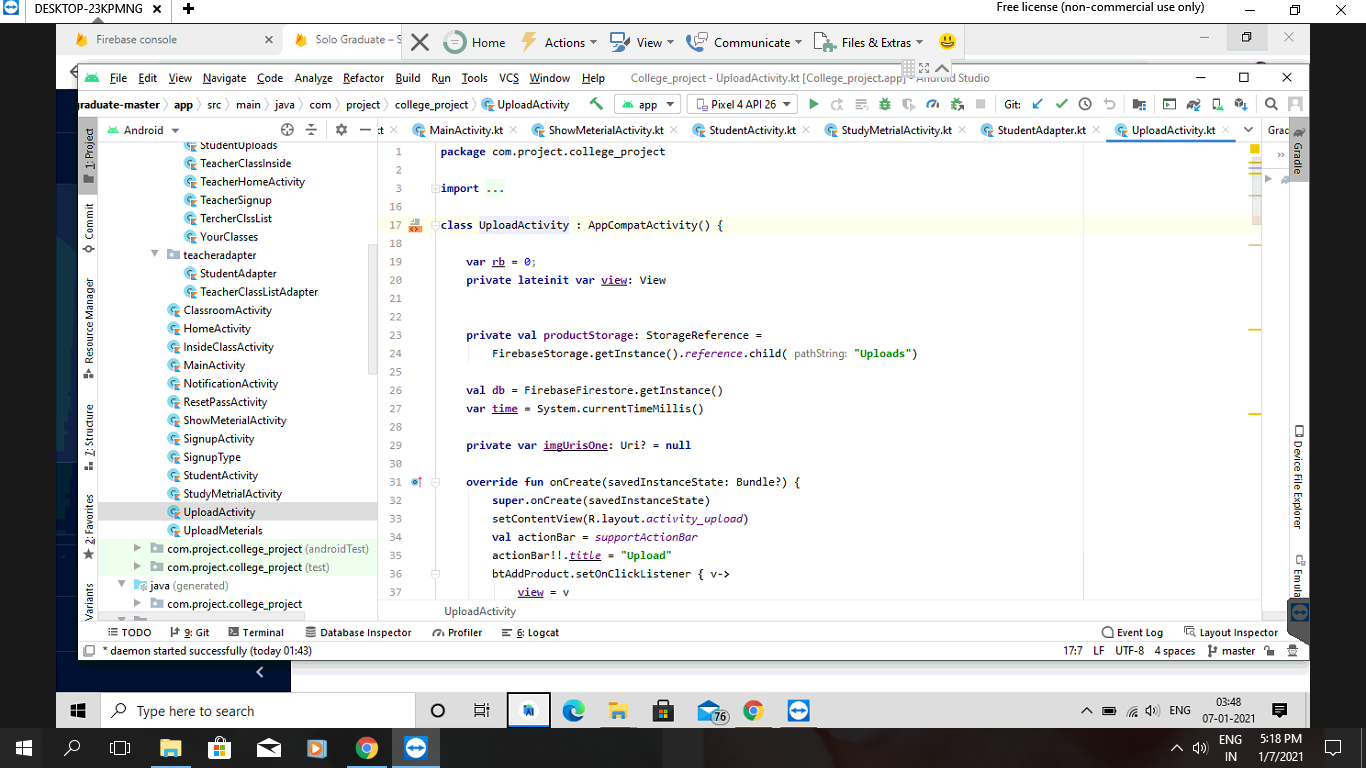 DESKTOP-23KPMNG
Free license (non-commercial use only)
Firebase console
Solo Graduate – S
Home
Actions
View
Communicate
Files & Extras
File Edit View Navigate Code Analyze Refactor Build Run Tools VCS Window Help
College_project - UploadActivity.kt [College_project.app] - Android Studio
graduate-master app src main java com project college_project UploadActivity
app
Pixel 4 API 26
Git:
Android
MainActivity.kt
ShowMeterialActivity.kt
StudentActivity.kt
StudyMetrialActivity.kt
StudentAdapter.kt
UploadActivity.kt
Grad
1: Project
Commit
Resource Manager
7: Structure
2: Favorites
Variants
StudentUploads
TeacherClassInside
TeacherHomeActivity
TeacherSignup
TercherClssList
YourClasses
teacheradapter
StudentAdapter
TeacherClassListAdapter
ClassroomActivity
HomeActivity
InsideClassActivity
MainActivity
NotificationActivity
ResetPassActivity
ShowMeterialActivity
SignupActivity
SignupType
StudentActivity
StudyMetrialActivity
UploadActivity
UploadMeterials
com.project.college_project (androidTest)
com.project.college_project (test)
java (generated)
com.project.college_project
1 package com.project.college_project
2
3 import ...
16
17 class UploadActivity : AppCompatActivity() {
18
19 var rb = 0;
20 private lateinit var view: View
21
22
23 private val productStorage: StorageReference =
24 FirebaseStorage.getInstance().reference.child( pathString: "Uploads")
25
26 val db = FirebaseFirestore.getInstance()
27 var time = System.currentTimeMillis()
28
29 private var imgUrisOne: Uri? = null
30
31 override fun onCreate(savedInstanceState: Bundle?) {
32 super.onCreate(savedInstanceState)
33 setContentView(R.layout.activity_upload)
34 val actionBar = supportActionBar
35 actionBar!!.title = "Upload"
36 btAddProduct.setOnClickListener { v->
37 view = v
UploadActivity
Gradle
Device File Explorer
Emula
TODO 9: Git Terminal Database Inspector Profiler 6: Logcat Event Log Layout Inspector
* daemon started successfully (today 01:43)
17:7 LF UTF-8 4 spaces master
Type here to search
76
ENG
03:48
07-01-2021
ENG
IN
5:18 PM
1/7/2021